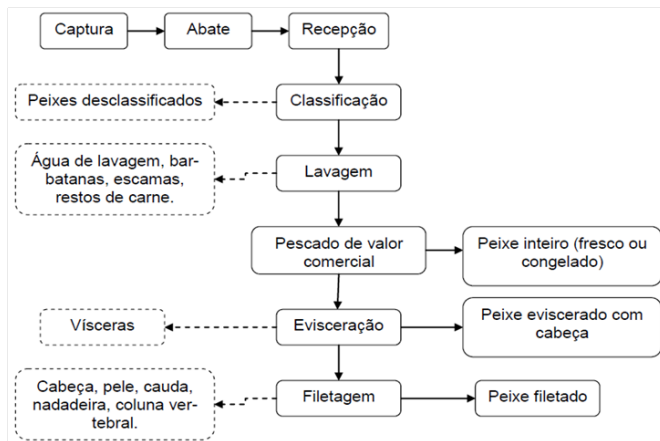 Captura
Abate
Recepção
Peixes desclassificados
Classificação
Água de lavagem, bar-
batanas, escamas,
restos de carne.
Lavagem
Pescado de valor
comercial
Peixe inteiro (fresco ou
congelado)
Vísceras
Evisceração
Peixe eviscerado com
cabeça
Cabeça, pele, cauda,
nadadeira, coluna ver-
tebral.
Filetagem
Peixe filetado